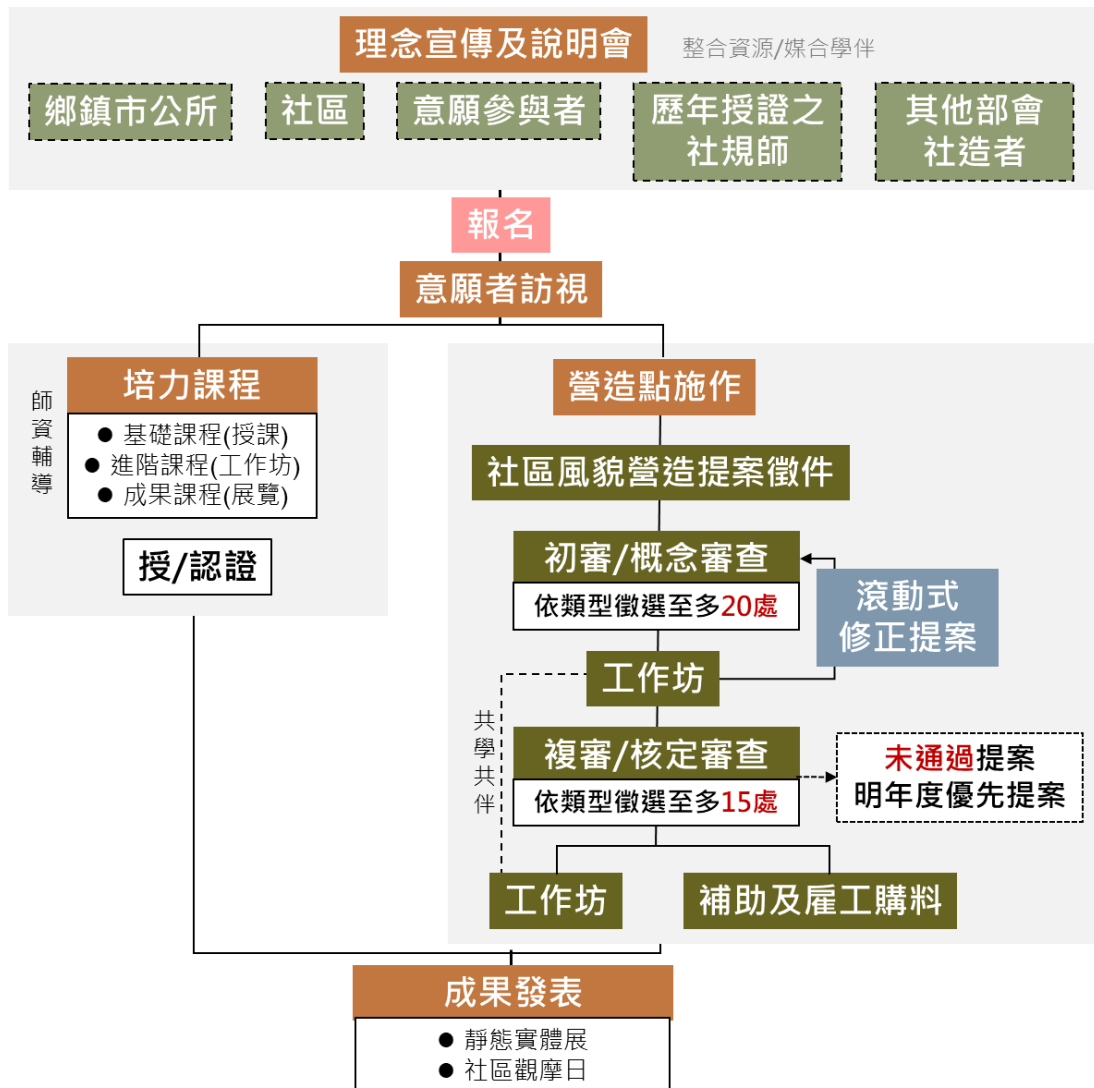 理念宣傳及說明會
整合資源/媒合學伴
鄉鎮市公所
社區
意願參與者
歷年授證之
社規師
其他部會
社造者
報名
意願者訪視
師資輔導
培力課程
● 基礎課程(授課)
● 進階課程(工作坊)
● 成果課程(展覽)
授/認證
營造點施作
社區風貌營造提案徵件
初審/概念審查
依類型徵選至多20處
滾動式
修正提案
工作坊
共學共伴
複審/核定審查
依類型徵選至多15處
未通過提案
明年度優先提案
工作坊
補助及雇工購料
成果發表
● 靜態實體展
● 社區觀摩日